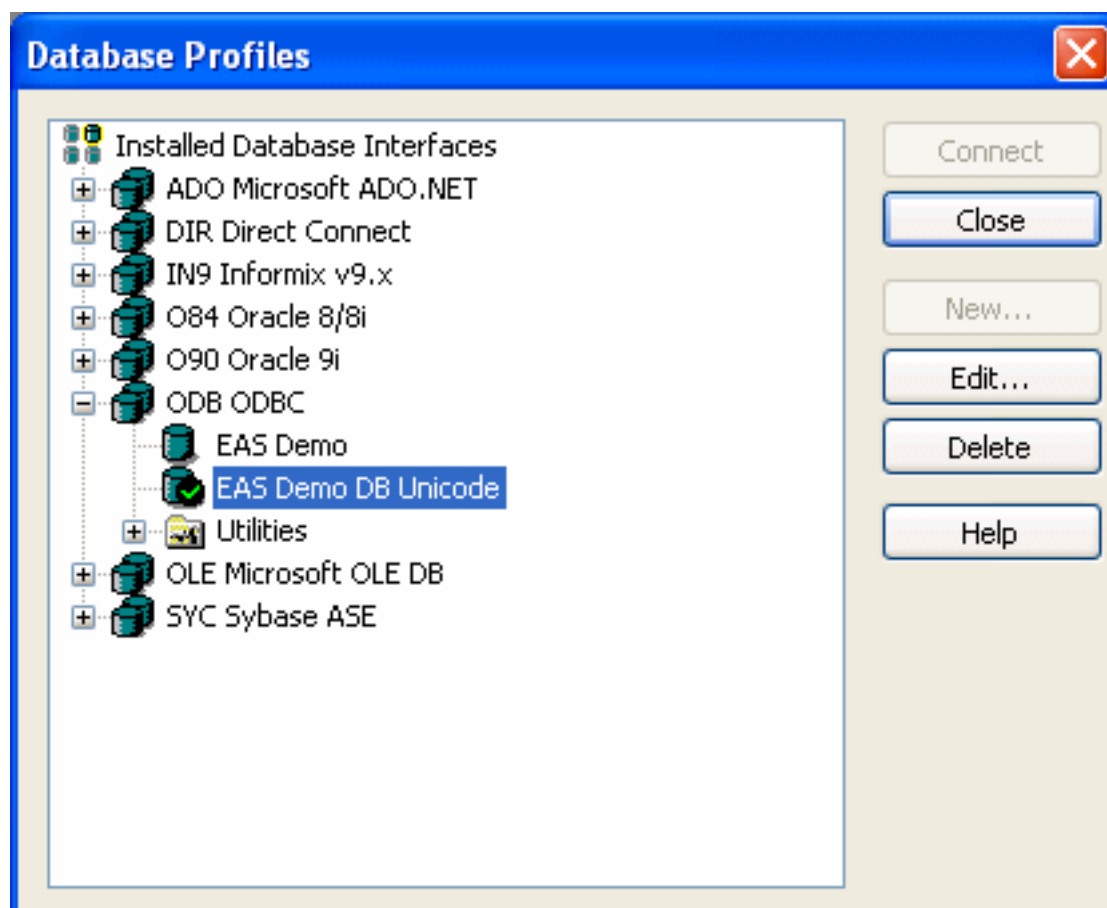 Database Profiles
Installed Database Interfaces
ADO Microsoft ADO.NET
DIR Direct Connect
IN9 Informix v9.x
O84 Oracle 8/8i
O90 Oracle 9i
ODB ODBC
EAS Demo
EAS Demo DB Unicode
Utilities
OLE Microsoft OLE DB
SYC Sybase ASE
Connect
Close
New...
Edit...
Delete
Help